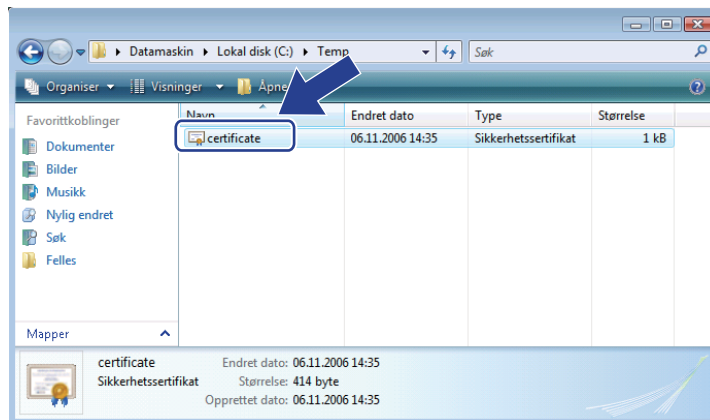 Datamaskin Lokal disk (C:) Temp Søk
Organiser Visninger Åpne
Favorittkoblinger
Dokumenter
Bilder
Musikk
Nylig endret
Søk
Felles
Mapper
Navn Endret dato Type Størrelse
certificate 06.11.2006 14:35 Sikkerhetssertifikat 1 kB
certificate Endret dato: 06.11.2006 14:35
Sikkerhetssertifikat Størrelse: 414 byte
Opprettet dato: 06.11.2006 14:35